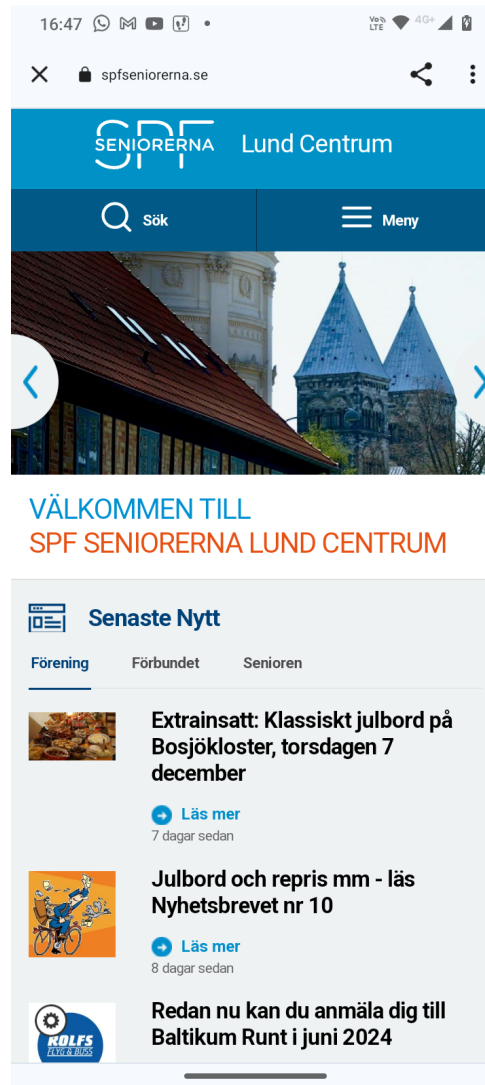 16:47
Vo))
LTE
4G+
spfseniorerna.se
SPF
SENIORERNA
Lund Centrum
Sök
Meny
VÄLKOMMEN TILL
SPF SENIORERNA LUND CENTRUM
Senaste Nytt
Förening Förbundet Senioren
Extrainsatt: Klassiskt julbord på
Bosjökloster, torsdagen 7
december
Läs mer
7 dagar sedan
Julbord och repris mm - läs
Nyhetsbrevet nr 10
Läs mer
8 dagar sedan
Redan nu kan du anmäla dig till
Baltikum Runt i juni 2024
ROLFS
FLYG & BUSS